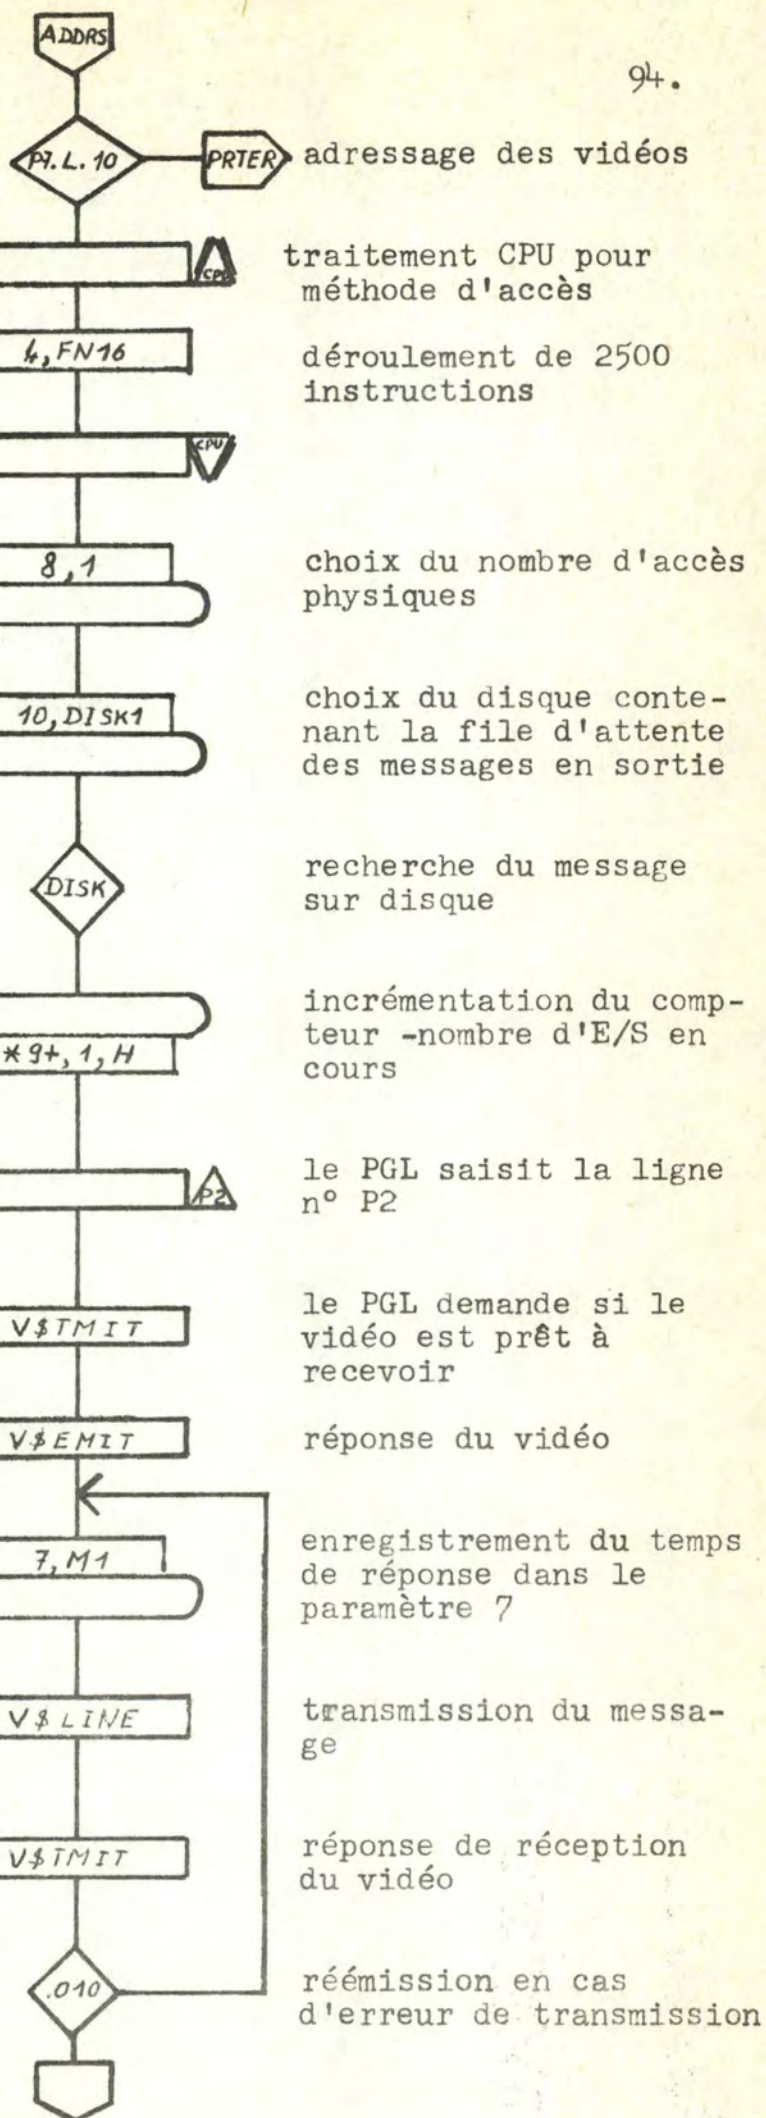 ADDRS
94.
P7.L.10
PRTER
adressage des vidéos
CPU
traitement CPU pour
méthode d'accès
4,FN16
déroulement de 2500
instructions
CPU
8,1
choix du nombre d'accès
physiques
10,DISK1
choix du disque conte-
nant la file d'attente
des messages en sortie
DISK
recherche du message
sur disque
incrémentation du comp-
teur -nombre d'E/S en
cours
*9+,1,H
P2
le PGL saisit la ligne
n° P2
V$TMIT
le PGL demande si le
vidéo est prêt à
recevoir
V$EMIT
réponse du vidéo
7,M1
enregistrement du temps
de réponse dans le
paramètre 7
V$LINE
transmission du messa-
ge
V$TMIT
réponse de réception
du vidéo
.010
réémission en cas
d'erreur de transmission